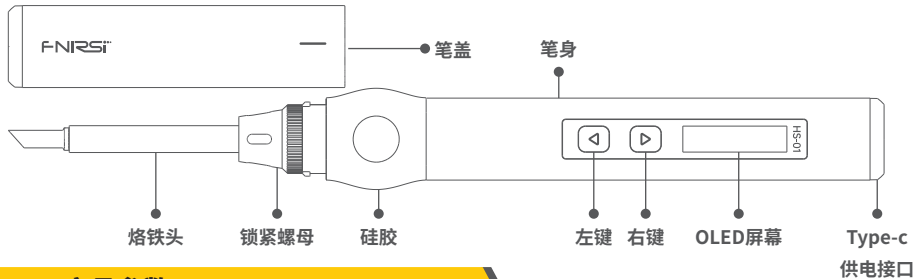 FNIRSI
笔盖
笔身
HS-01
烙铁头
锁紧螺母
硅胶
左键
右键
OLED屏幕
Type-c
供电接口